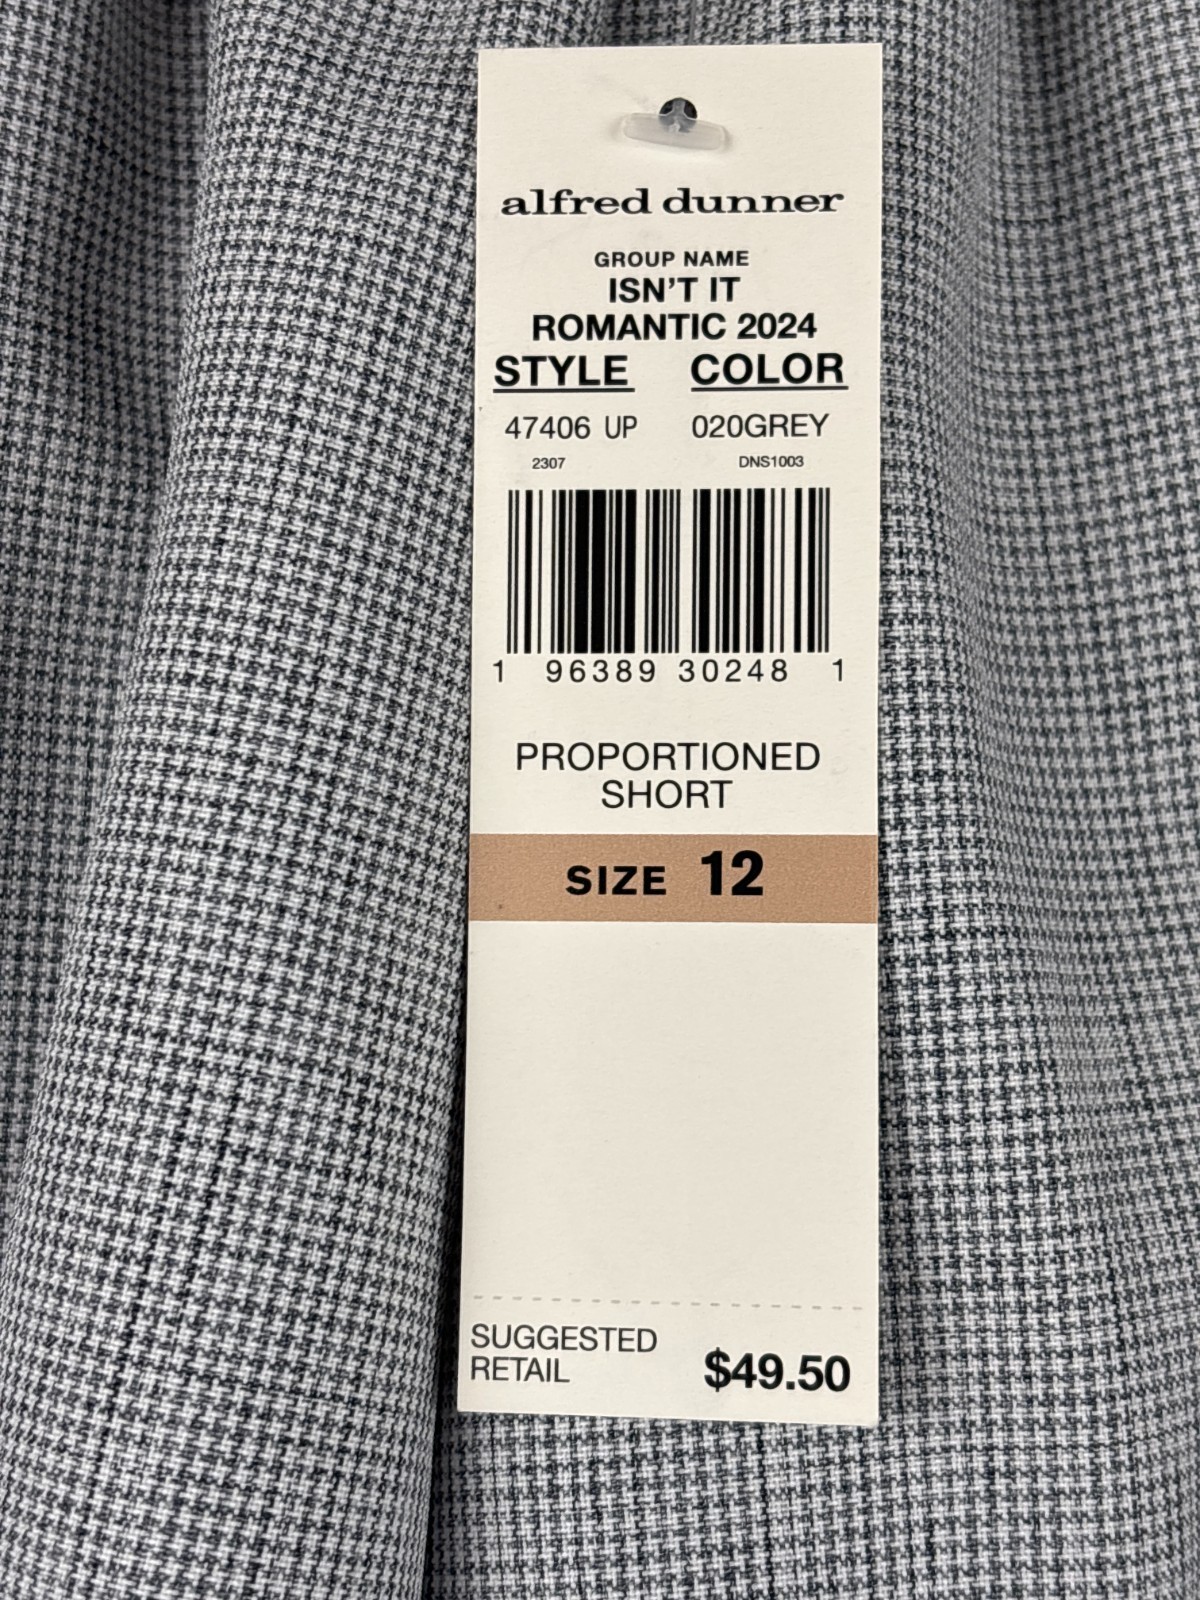 alfred dunner
GROUP NAME
ISN'T IT
ROMANTIC 2024
STYLE COLOR
47406 UP 020GREY
2307 DNS1003
1 96389 30248 1
PROPORTIONED
SHORT
SIZE 12
SUGGESTED
RETAIL $49.50